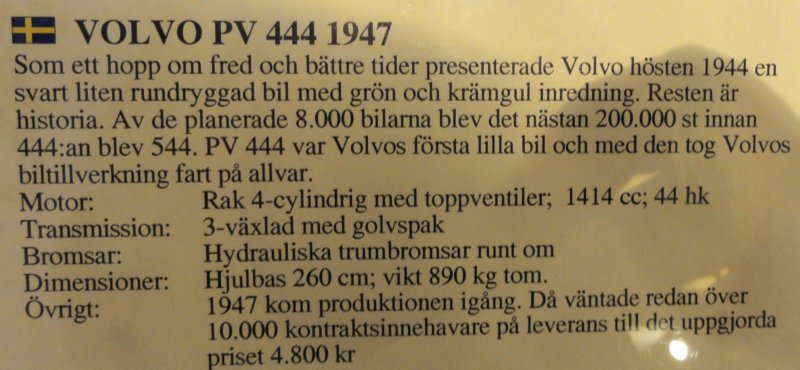 VOLVO PV 444 1947
Som ett hopp om fred och bättre tider presenterade Volvo hösten 1944 en
svart liten rundryggad bil med grön och krämgul inredning. Resten är
historia. Av de planerade 8.000 bilarna blev det nästan 200.000 st innan
444:an blev 544. PV 444 var Volvos första lilla bil och med den tog Volvos
biltillverkning fart på allvar.
Motor: Rak 4-cylindrig med toppventiler; 1414 cc; 44 hk
Transmission: 3-växlad med golvspak
Bromsar: Hydrauliska trumbromsar runt om
Dimensioner: Hjulbas 260 cm; vikt 890 kg tom.
Övrigt: 1947 kom produktionen igång. Då väntade redan över
10.000 kontraktsinnehavare på leverans till det uppgjorda
priset 4.800 kr